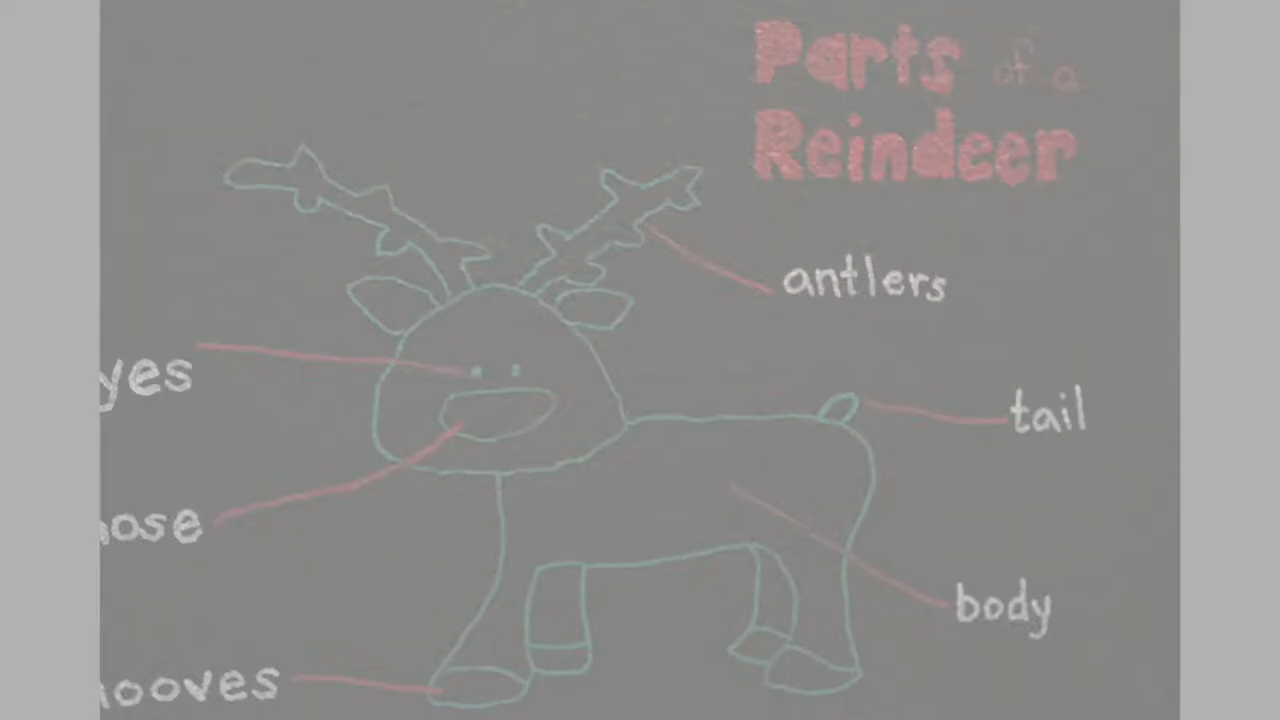 Parts of a
Reindeer
antlers
yes
tail
ose
body
ooves